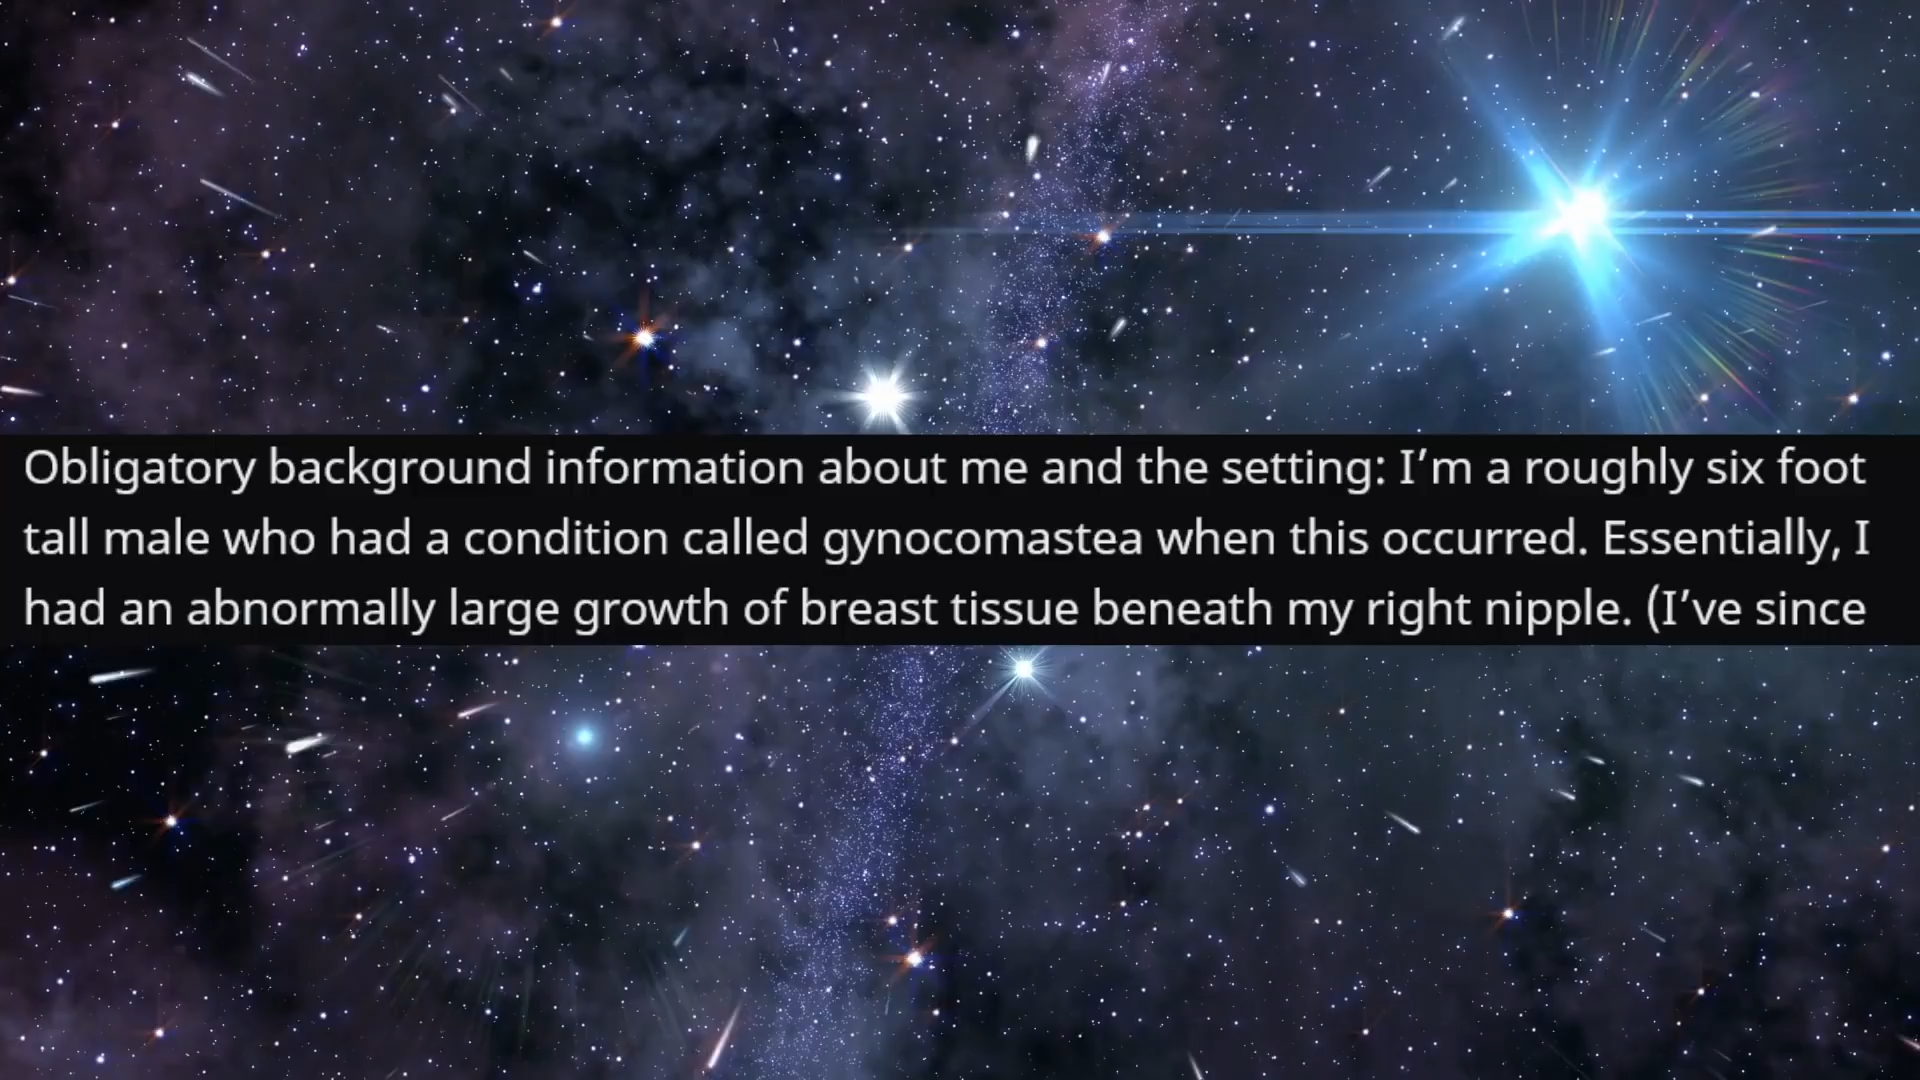 Obligatory background information about me and the setting: I’m a roughly six foot
tall male who had a condition called gynocomastea when this occurred. Essentially, I
had an abnormally large growth of breast tissue beneath my right nipple. (I’ve since